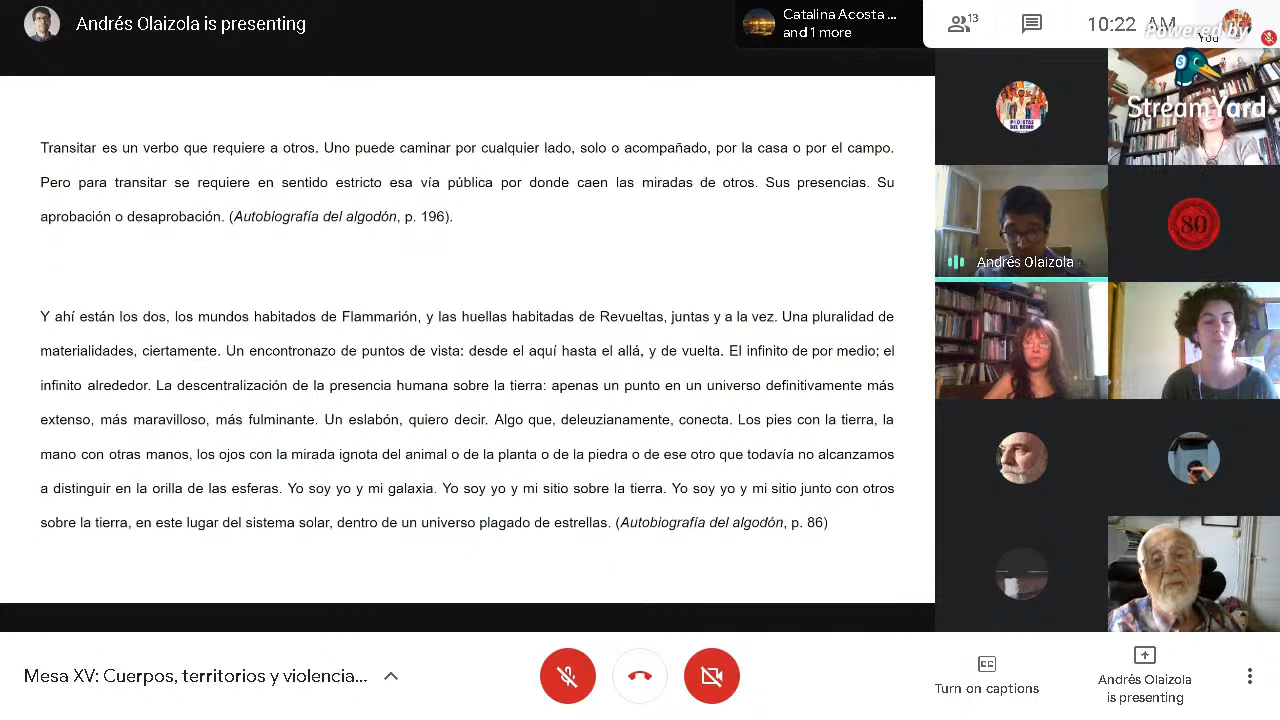 Andrés Olaizola is presenting
Catalina Acosta ...
and 1 more
13
10:22 AM
You
Powered by
StreamYard
Transitar es un verbo que requiere a otros. Uno puede caminar por cualquier lado, solo o acompañado, por la casa o por el campo.
Pero para transitar se requiere en sentido estricto esa vía pública por donde caen las miradas de otros. Sus presencias. Su
aprobación o desaprobación. (Autobiografía del algodón, p. 196).
Y ahí están los dos, los mundos habitados de Flammarión, y las huellas habitadas de Revueltas, juntas y a la vez. Una pluralidad de
materialidades, ciertamente. Un encontronazo de puntos de vista: desde el aquí hasta el allá, y de vuelta. El infinito de por medio; el
infinito alrededor. La descentralización de la presencia humana sobre la tierra: apenas un punto en un universo definitivamente más
extenso, más maravilloso, más fulminante. Un eslabón, quiero decir. Algo que, deleuzianamente, conecta. Los pies con la tierra, la
mano con otras manos, los ojos con la mirada ignota del animal o de la planta o de la piedra o de ese otro que todavía no alcanzamos
a distinguir en la orilla de las esferas. Yo soy yo y mi galaxia. Yo soy yo y mi sitio sobre la tierra. Yo soy yo y mi sitio junto con otros
sobre la tierra, en este lugar del sistema solar, dentro de un universo plagado de estrellas. (Autobiografía del algodón, p. 86)
DEL REINO
80
Andrés Olaizola
Mesa XV: Cuerpos, territorios y violencia...
Turn on captions
Andrés Olaizola
is presenting